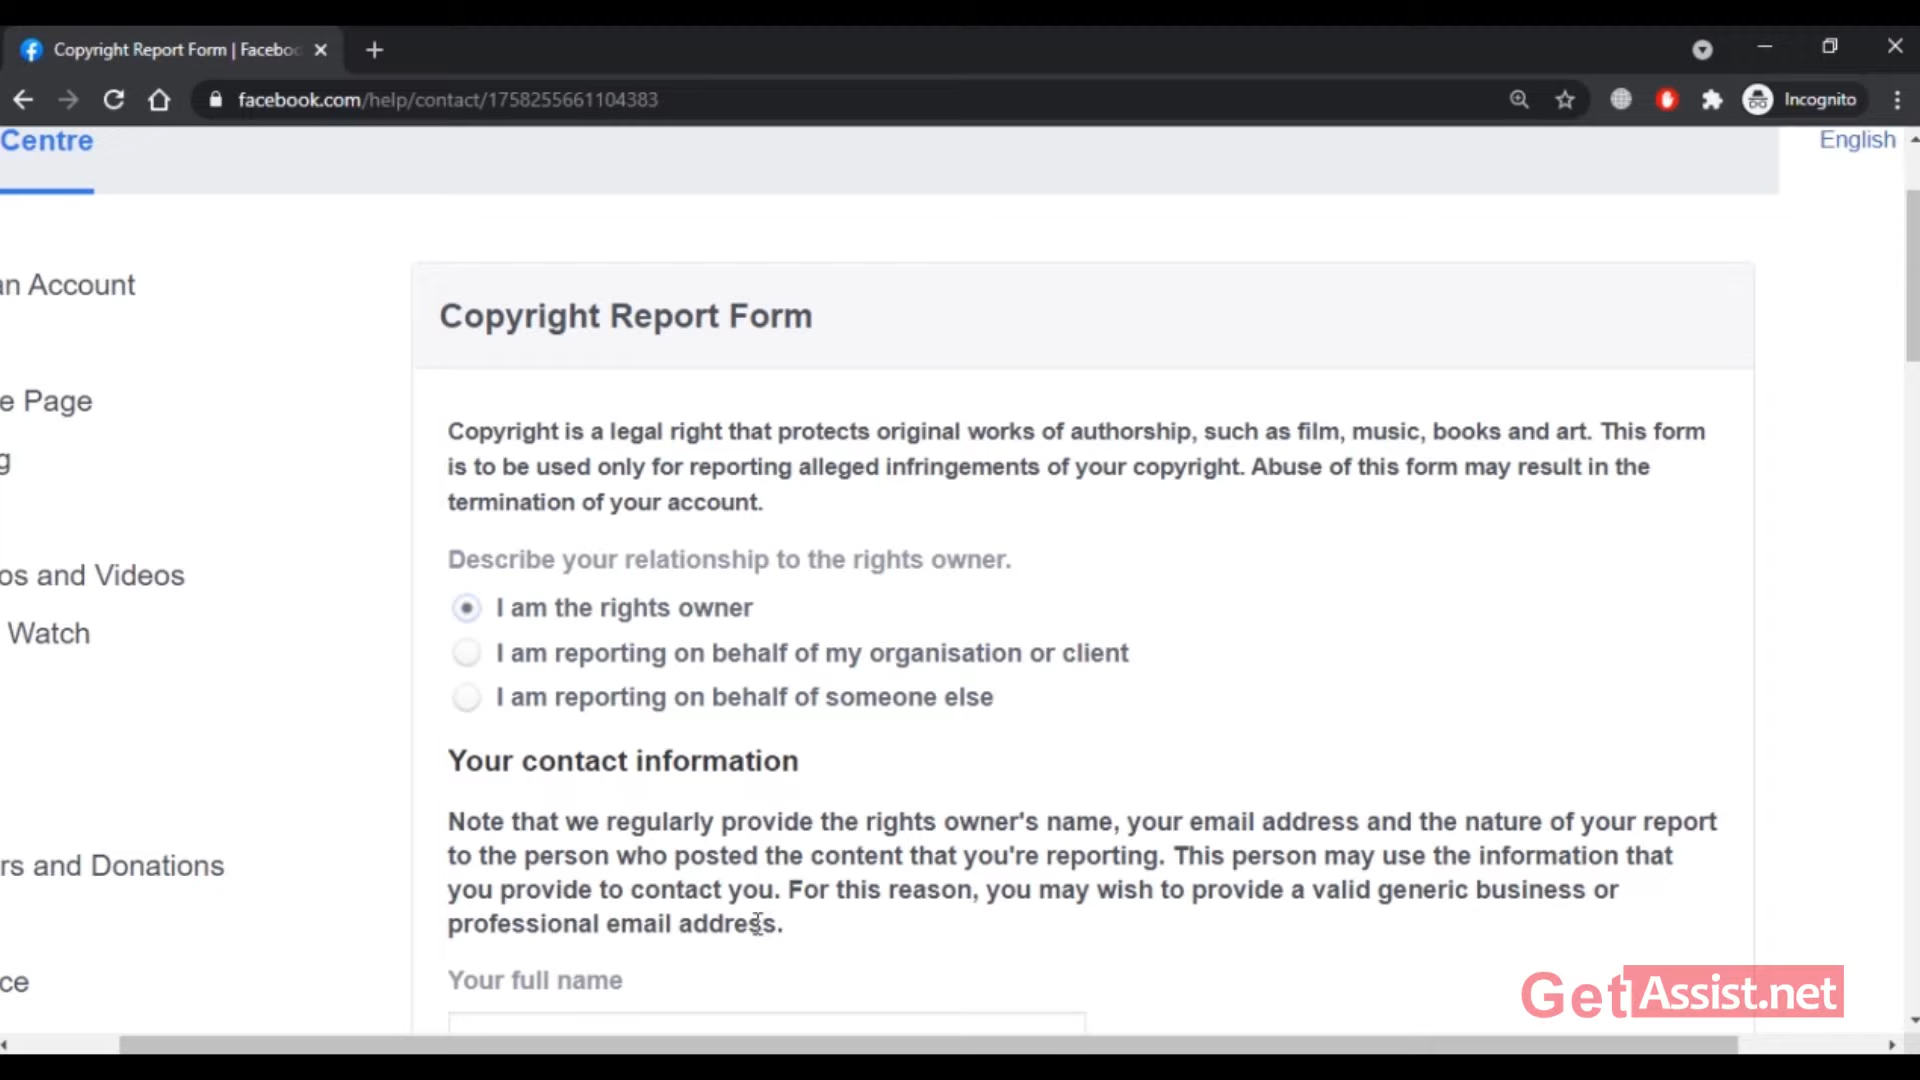 Copyright Report Form | Facebo
facebook.com/help/contact/1758255661104383
Incognito
Centre
English
an Account
e Page
g
os and Videos
Watch
rs and Donations
ce
Copyright Report Form
Copyright is a legal right that protects original works of authorship, such as film, music, books and art. This form
is to be used only for reporting alleged infringements of your copyright. Abuse of this form may result in the
termination of your account.
Describe your relationship to the rights owner.
I am the rights owner
I am reporting on behalf of my organisation or client
I am reporting on behalf of someone else
Your contact information
Note that we regularly provide the rights owner's name, your email address and the nature of your report
to the person who posted the content that you're reporting. This person may use the information that
you provide to contact you. For this reason, you may wish to provide a valid generic business or
professional email address.
Your full name
GetAssist.net